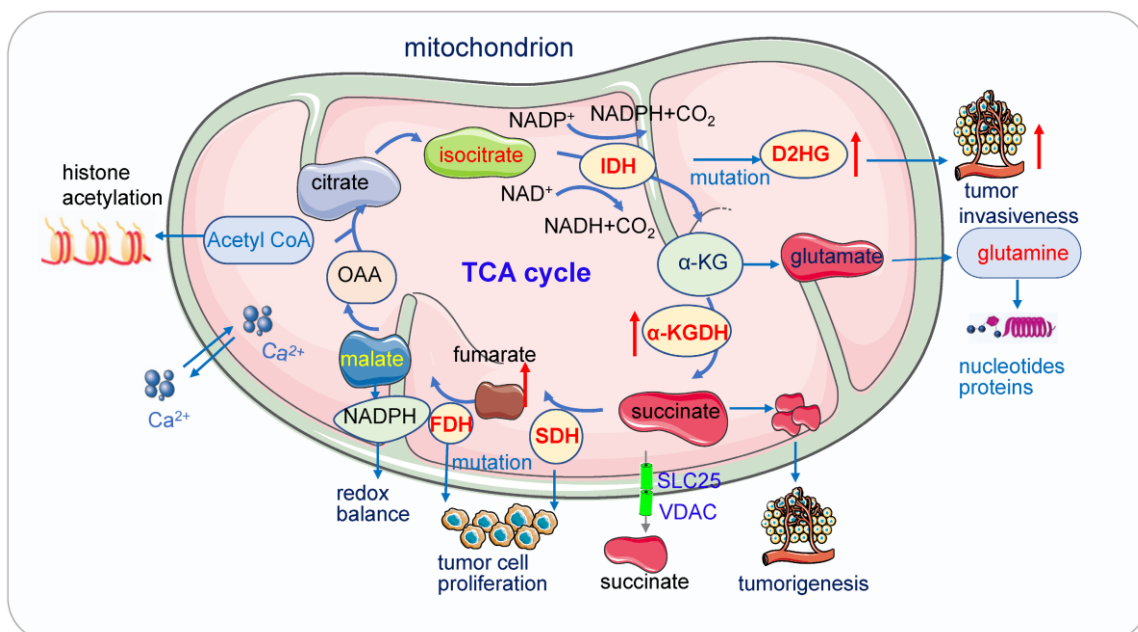 mitochondrion
NADP⁺
NADPH+CO₂
isocitrate
IDH
D2HG
mutation
citrate
NAD⁺
NADH+CO₂
tumor
invasiveness
histone
acetylation
Acetyl CoA
OAA
TCA cycle
α-KG
glutamate
glutamine
α-KGDH
Ca²⁺
Ca²⁺
malate
fumarate
nucleotides
proteins
NADPH
FDH
SDH
succinate
mutation
SLC25
VDAC
redox
balance
tumor cell
proliferation
succinate
tumorigenesis